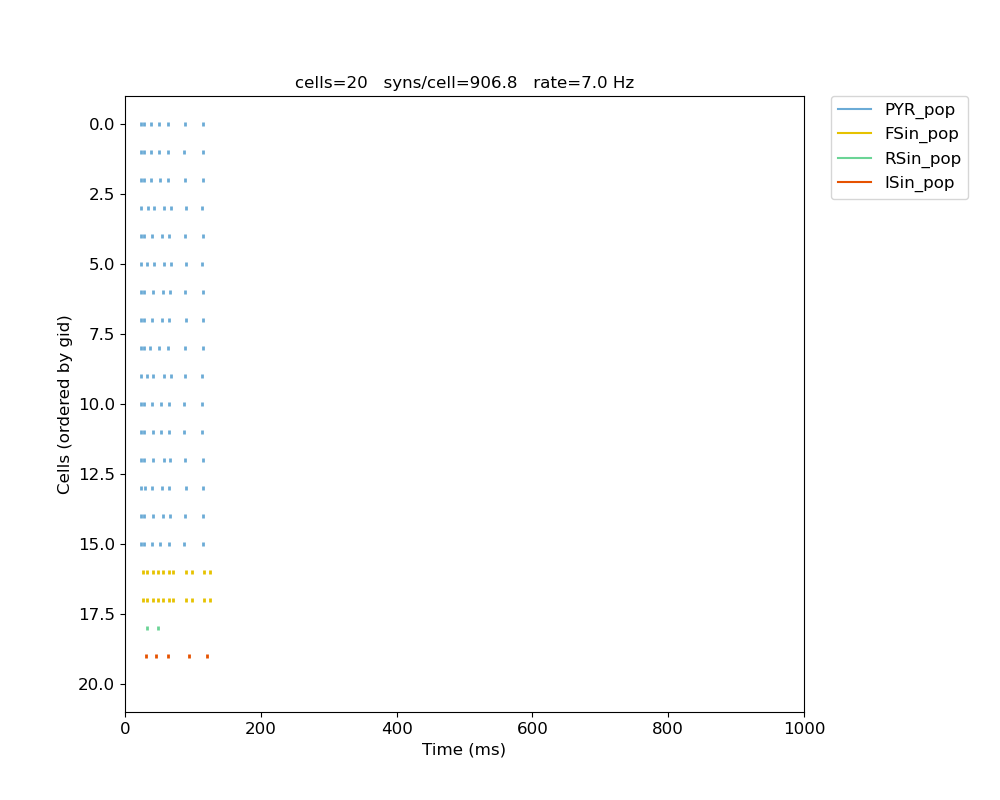 cells=20   syns/cell=906.8   rate=7.0 Hz
PYR_pop
FSin_pop
RSin_pop
ISin_pop
Cells (ordered by gid)
0.0
2.5
5.0
7.5
10.0
12.5
15.0
17.5
20.0
0 200 400 600 800 1000
Time (ms)